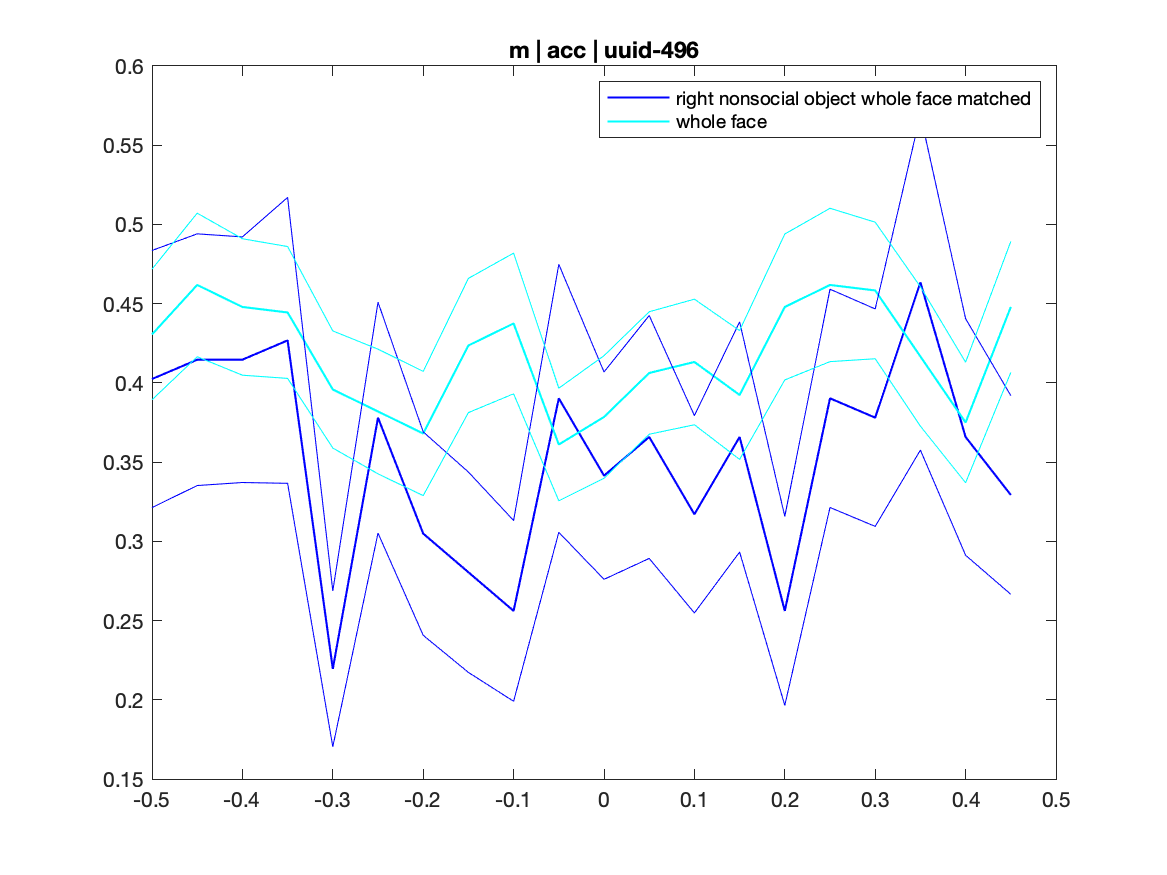 m | acc | uuid-496
right nonsocial object whole face matched
whole face
0.6
0.55
0.5
0.45
0.4
0.35
0.3
0.25
0.2
0.15
-0.5 -0.4 -0.3 -0.2 -0.1 0 0.1 0.2 0.3 0.4 0.5